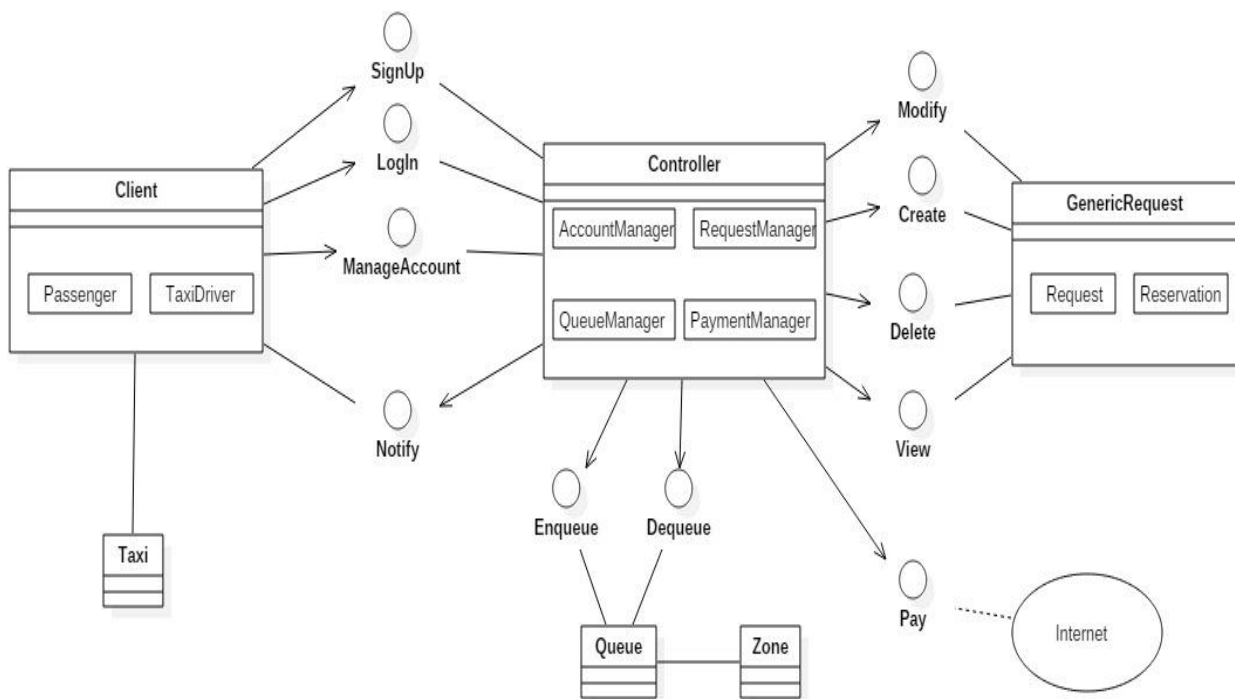 SignUp
LogIn
ManageAccount
Notify
Client
Passenger
TaxiDriver
Taxi
Controller
AccountManager
RequestManager
QueueManager
PaymentManager
Enqueue
Dequeue
Queue
Zone
Modify
Create
Delete
View
Pay
GenericRequest
Request
Reservation
Internet